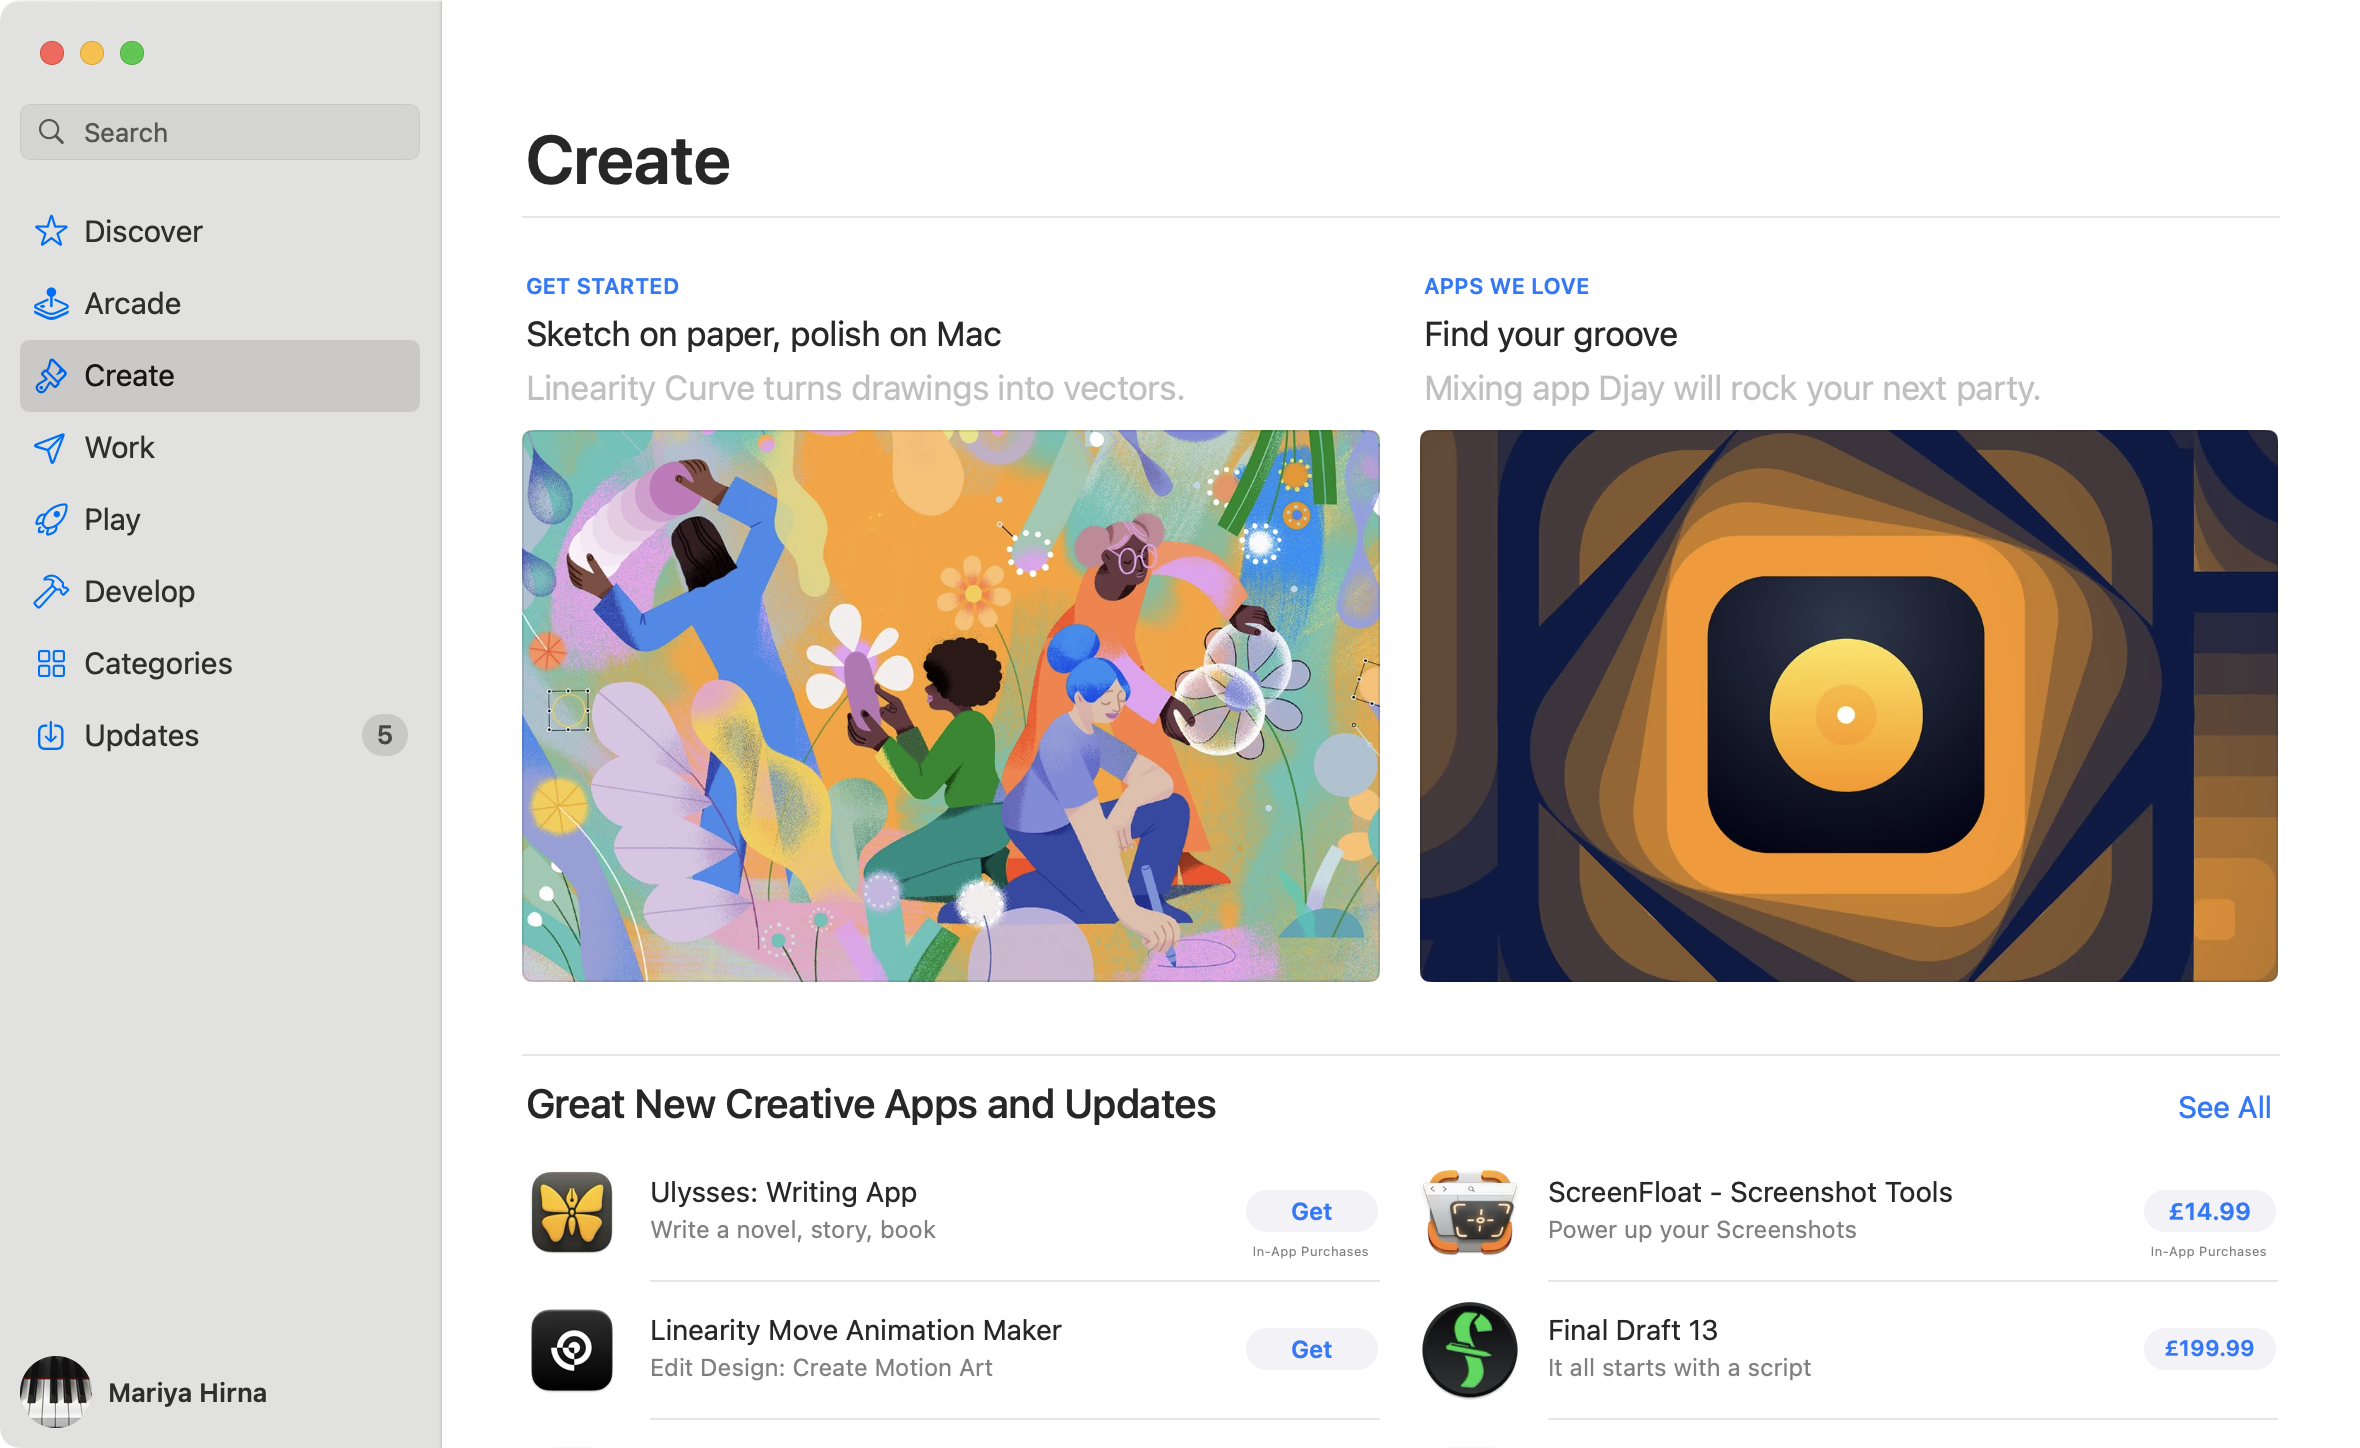 Search
Discover
Arcade
Create
Work
Play
Develop
Categories
Updates
5
Mariya Hirna
Create
GET STARTED
Sketch on paper, polish on Mac
Linearity Curve turns drawings into vectors.
APPS WE LOVE
Find your groove
Mixing app Djay will rock your next party.
Great New Creative Apps and Updates
See All
Ulysses: Writing App
Write a novel, story, book
Get
In-App Purchases
ScreenFloat - Screenshot Tools
Power up your Screenshots
£14.99
In-App Purchases
Linearity Move Animation Maker
Edit Design: Create Motion Art
Get
Final Draft 13
It all starts with a script
£199.99